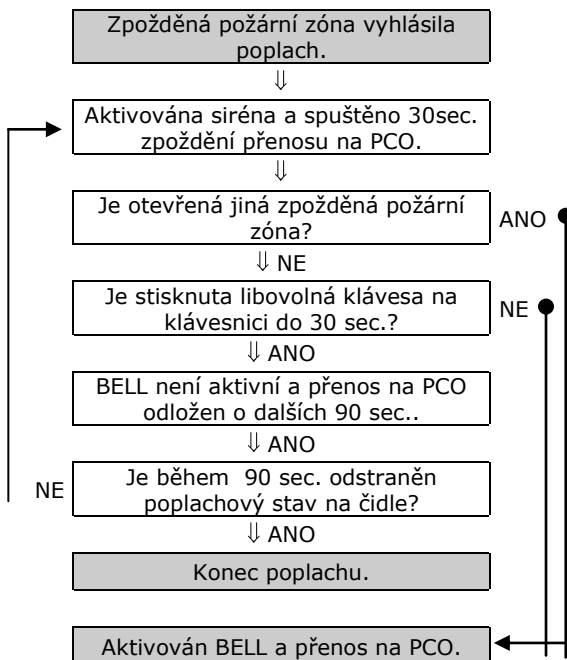 Zpožděná požární zóna vyhlásila
poplach.
⇓
Aktivována siréna a spuštěno 30sec.
zpoždění přenosu na PCO.
⇓
Je otevřená jiná zpožděná požární
zóna?
ANO
⇓ NE
Je stisknuta libovolná klávesa na
klávesnici do 30 sec.?
NE
⇓ ANO
BELL není aktivní a přenos na PCO
odložen o dalších 90 sec..
⇓ ANO
Je během 90 sec. odstraněn
poplachový stav na čidle?
NE
⇓ ANO
Konec poplachu.
Aktivován BELL a přenos na PCO.